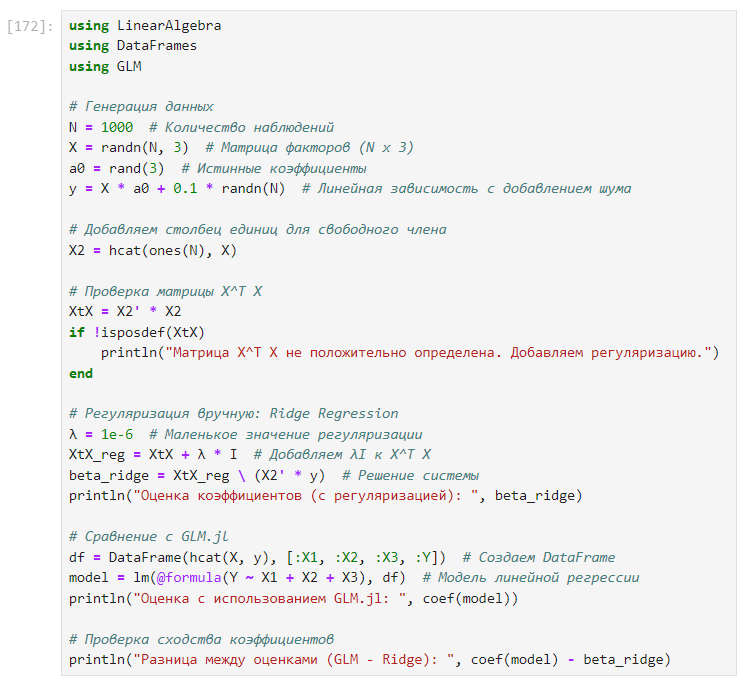 [172]:
using LinearAlgebra
using DataFrames
using GLM
# Генерация данных
N = 1000  # Количество наблюдений
X = randn(N, 3)  # Матрица факторов (N x 3)
a0 = rand(3)  # Истинные коэффициенты
y = X * a0 + 0.1 * randn(N)  # Линейная зависимость с добавлением шума
# Добавляем столбец единиц для свободного члена
X2 = hcat(ones(N), X)
# Проверка матрицы X^T X
XtX = X2' * X2
if !isposdef(XtX)
    println("Матрица X^T X не положительно определена. Добавляем регуляризацию.")
end
# Регуляризация вручную: Ridge Regression
λ = 1e-6  # Маленькое значение регуляризации
XtX_reg = XtX + λ * I  # Добавляем λI к X^T X
beta_ridge = XtX_reg \ (X2' * y)  # Решение системы
println("Оценка коэффициентов (с регуляризацией): ", beta_ridge)
# Сравнение с GLM.jl
df = DataFrame(hcat(X, y), [:X1, :X2, :X3, :Y])  # Создаем DataFrame
model = lm(@formula(Y ~ X1 + X2 + X3), df)  # Модель линейной регрессии
println("Оценка с использованием GLM.jl: ", coef(model))
# Проверка сходства коэффициентов
println("Разница между оценками (GLM - Ridge): ", coef(model) - beta_ridge)